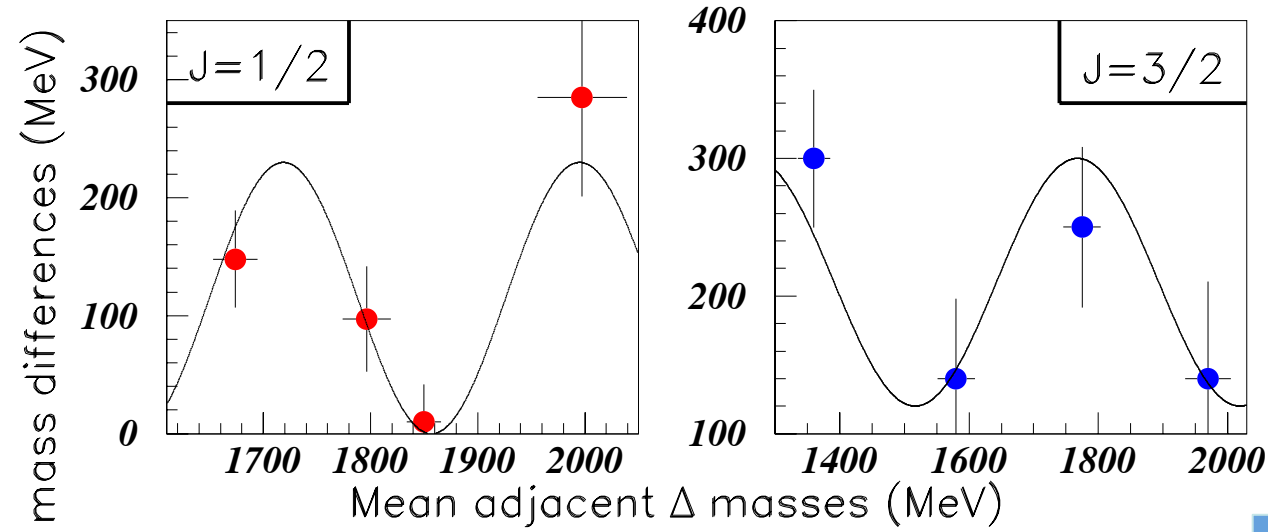 mass differences (MeV)
J=1/2
300
200
100
0
1700 1800 1900 2000
J=3/2
400
300
200
100
1400 1600 1800 2000
Mean adjacent Δ masses (MeV)